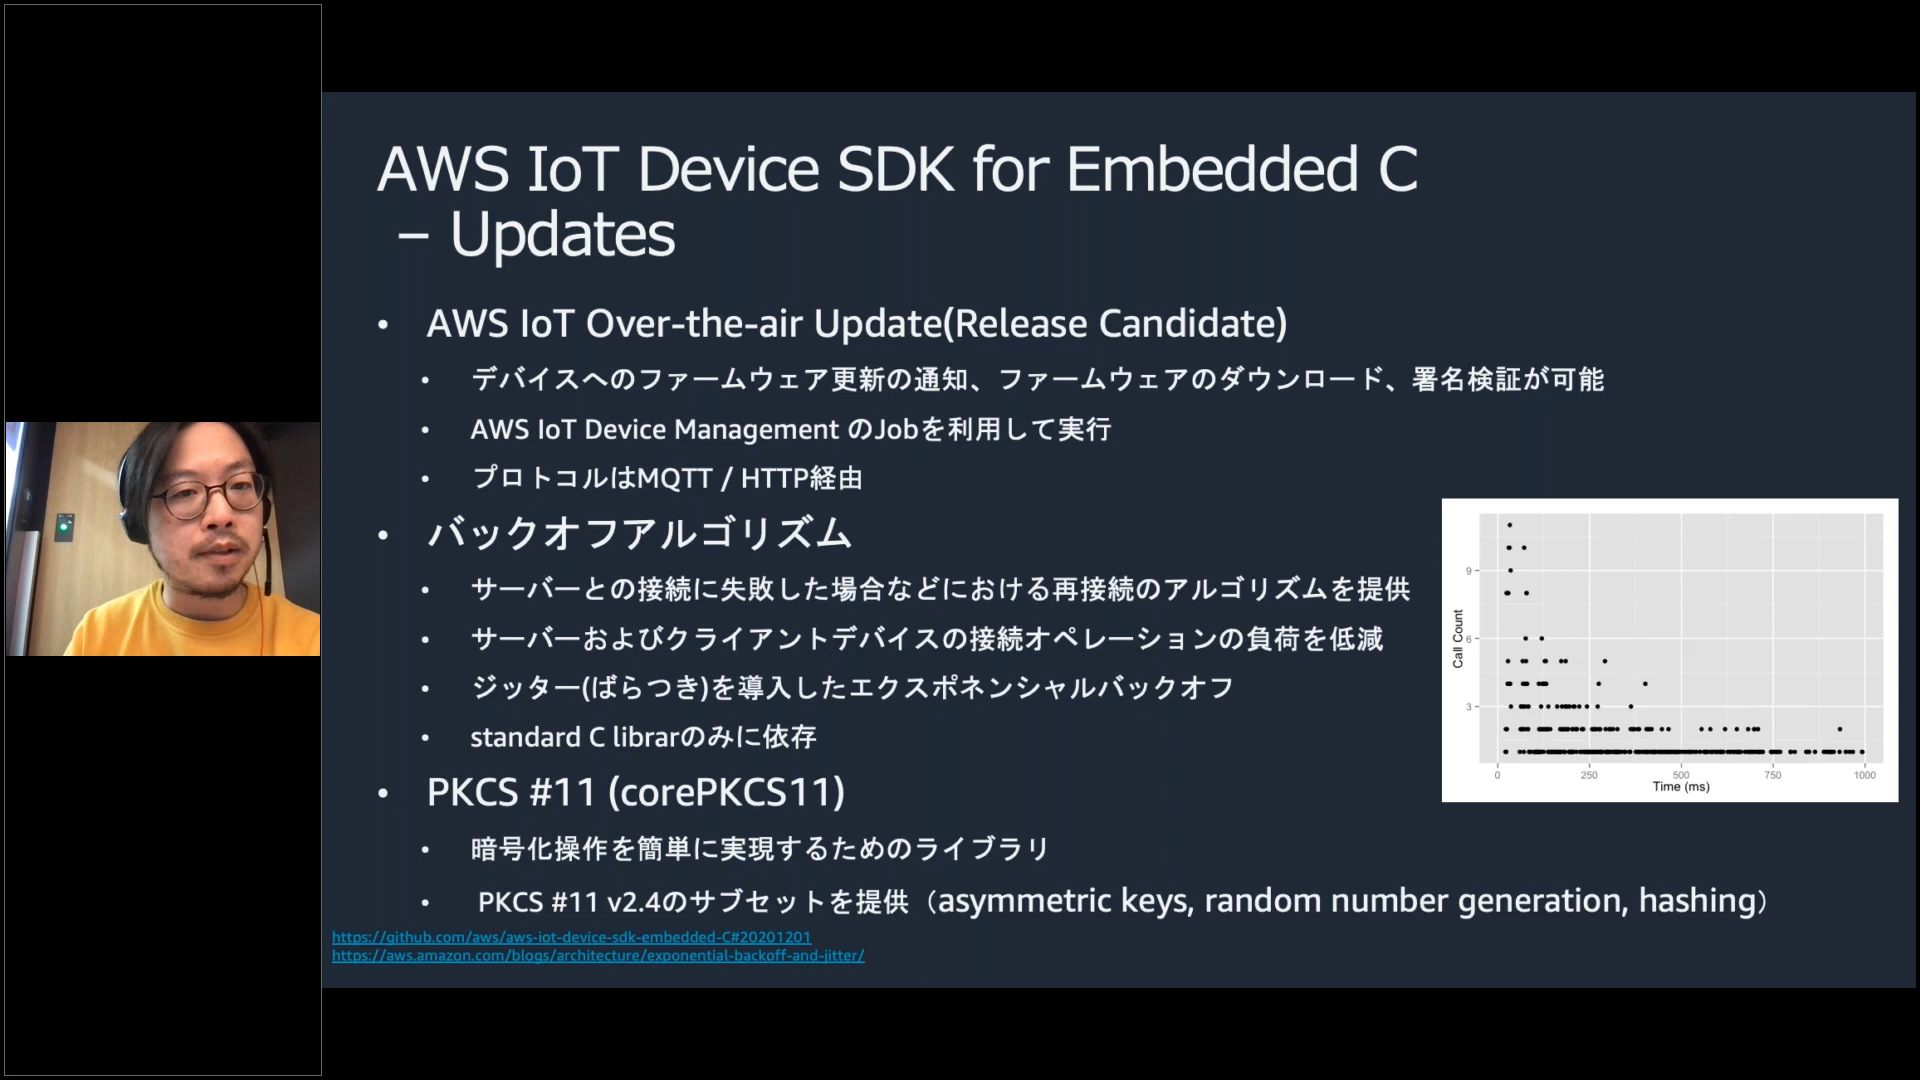 AWS IoT Device SDK for Embedded C
– Updates
• AWS IoT Over-the-air Update(Release Candidate)
• デバイスへのファームウェア更新の通知、ファームウェアのダウンロード、署名検証が可能
• AWS IoT Device Management のJobを利用して実行
• プロトコルはMQTT / HTTP経由
• バックオフアルゴリズム
• サーバーとの接続に失敗した場合などにおける再接続のアルゴリズムを提供
• サーバーおよびクライアントデバイスの接続オペレーションの負荷を低減
• ジッター(ばらつき)を導入したエクスポネンシャルバックオフ
• standard C librarのみに依存
• PKCS #11 (corePKCS11)
• 暗号化操作を簡単に実現するためのライブラリ
• PKCS #11 v2.4のサブセットを提供（asymmetric keys, random number generation, hashing）
https://github.com/aws/aws-iot-device-sdk-embedded-C#20201201
https://aws.amazon.com/blogs/architecture/exponential-backoff-and-jitter/
Call Count
9
6
3
0 250 500 750 1000
Time (ms)